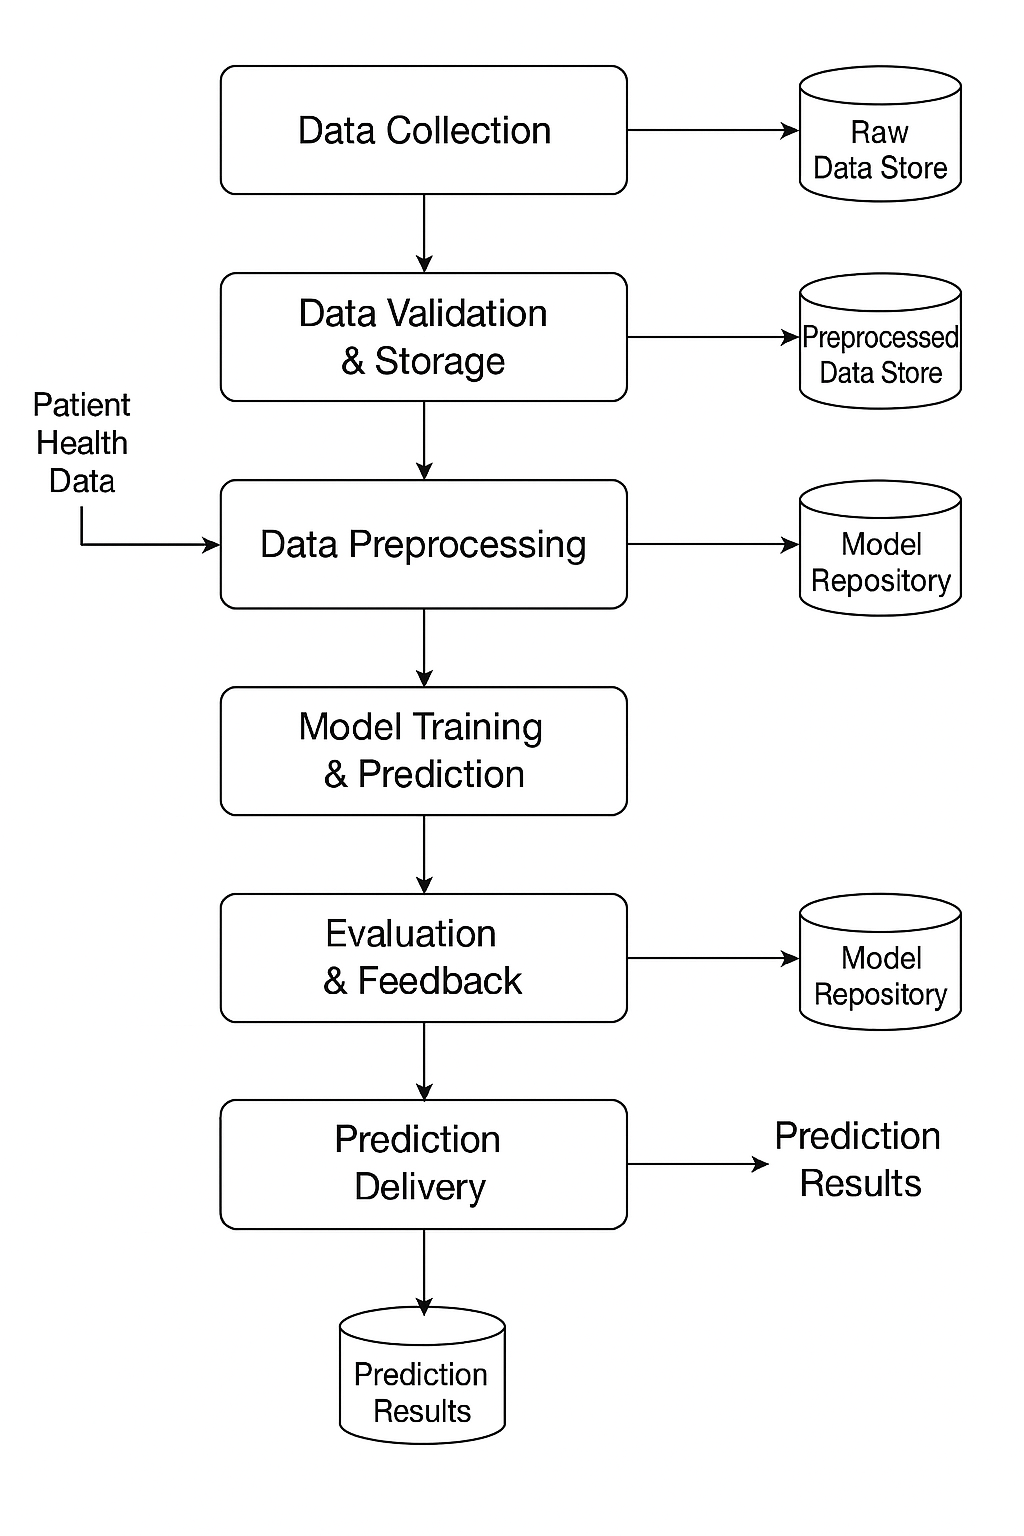 Data Collection
Raw
Data Store
Data Validation
& Storage
Preprocessed
Data Store
Patient
Health
Data
Data Preprocessing
Model
Repository
Model Training
& Prediction
Evaluation
& Feedback
Model
Repository
Prediction
Delivery
Prediction
Results
Prediction
Results